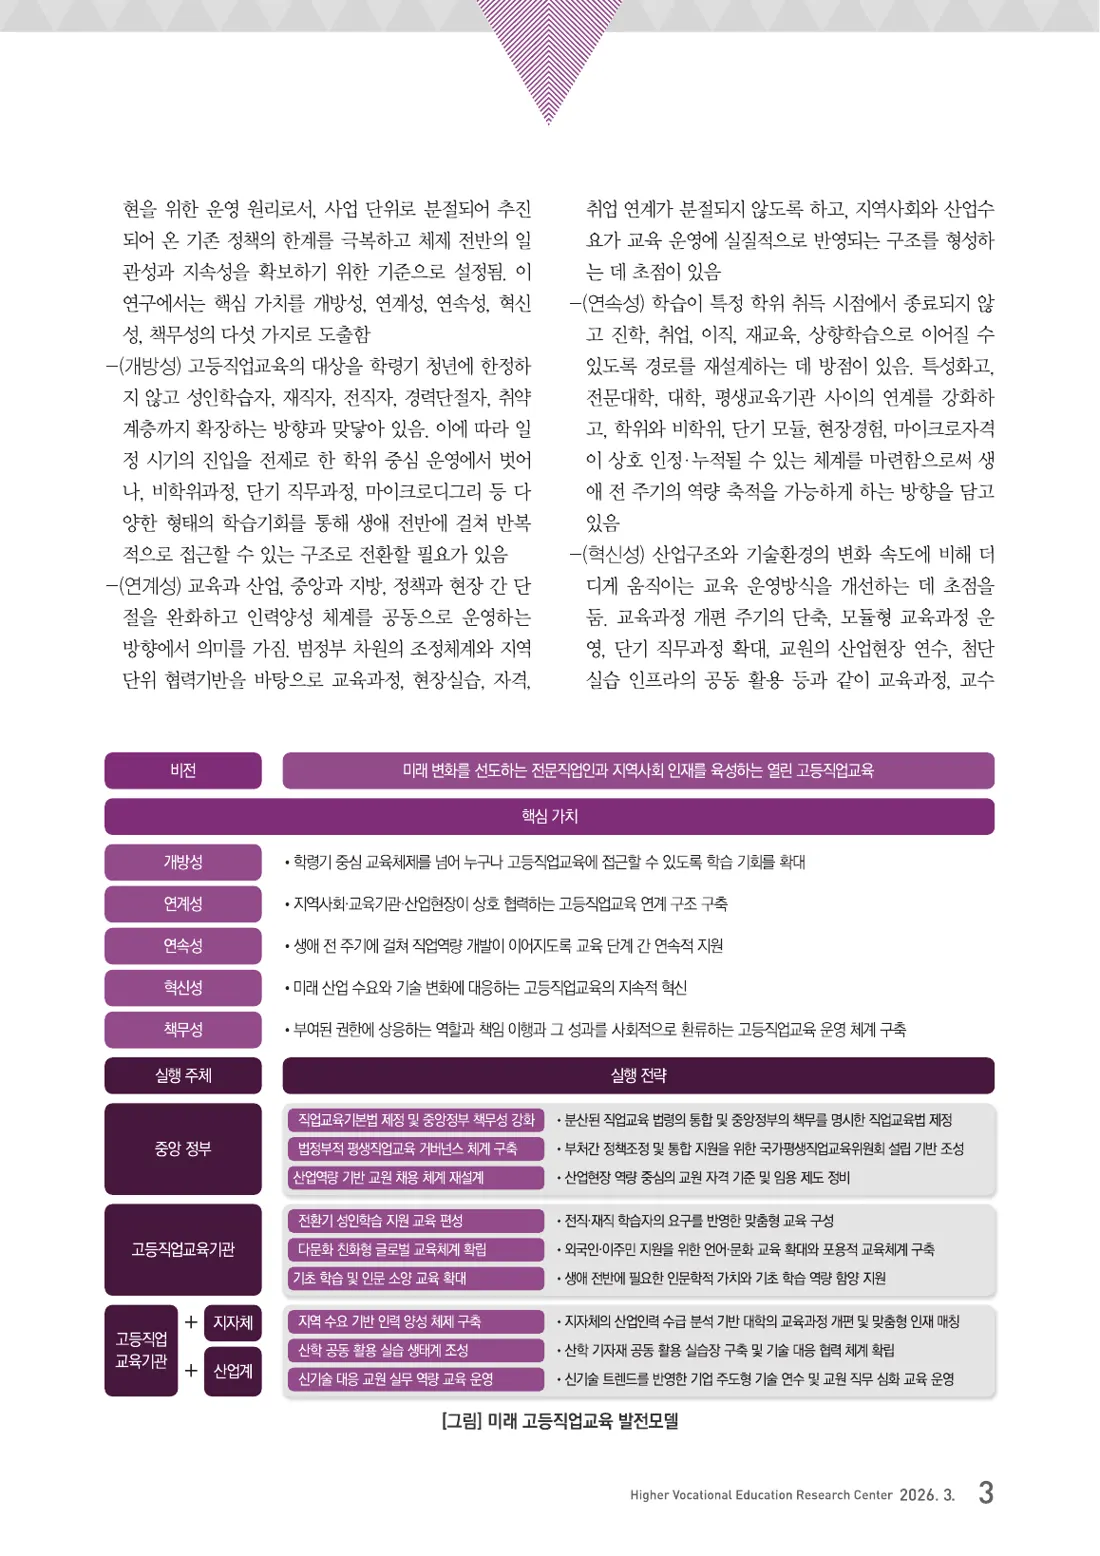 현을 위한 운영 원리로서, 사업 단위로 분절되어 추진
되어 온 기존 정책의 한계를 극복하고 체제 전반의 일
관성과 지속성을 확보하기 위한 기준으로 설정됨. 이
연구에서는 핵심 가치를 개방성, 연계성, 연속성, 혁신
성, 책무성의 다섯 가지로 도출함
-(개방성) 고등직업교육의 대상을 학령기 청년에 한정하
지 않고 성인학습자, 재직자, 전직자, 경력단절자, 취약
계층까지 확장하는 방향과 맞닿아 있음. 이에 따라 일
정 시기의 진입을 전제로 한 학위 중심 운영에서 벗어
나, 비학위과정, 단기 직무과정, 마이크로디그리 등 다
양한 형태의 학습기회를 통해 생애 전반에 걸쳐 반복
적으로 접근할 수 있는 구조로 전환할 필요가 있음
-(연계성) 교육과 산업, 중앙과 지방, 정책과 현장 간 단
절을 완화하고 인력양성 체계를 공동으로 운영하는
방향에서 의미를 가짐. 범정부 차원의 조정체계와 지역
단위 협력기반을 바탕으로 교육과정, 현장실습, 자격,
취업 연계가 분절되지 않도록 하고, 지역사회와 산업수
요가 교육 운영에 실질적으로 반영되는 구조를 형성하
는 데 초점이 있음
-(연속성) 학습이 특정 학위 취득 시점에서 종료되지 않
고 진학, 취업, 이직, 재교육, 상향학습으로 이어질 수
있도록 경로를 재설계하는 데 방점이 있음. 특성화고,
전문대학, 대학, 평생교육기관 사이의 연계를 강화하
고, 학위와 비학위, 단기 모듈, 현장경험, 마이크로자격
이 상호 인정·누적될 수 있는 체계를 마련함으로써 생
애 전 주기의 역량 축적을 가능하게 하는 방향을 담고
있음
-(혁신성) 산업구조와 기술환경의 변화 속도에 비해 더
디게 움직이는 교육 운영방식을 개선하는 데 초점을
둠. 교육과정 개편 주기의 단축, 모듈형 교육과정 운
영, 단기 직무과정 확대, 교원의 산업현장 연수, 첨단
실습 인프라의 공동 활용 등과 같이 교육과정, 교수
비전
미래 변화를 선도하는 전문직업인과 지역사회 인재를 육성하는 열린 고등직업교육
핵심 가치
개방성
• 학령기 중심 교육체제를 넘어 누구나 고등직업교육에 접근할 수 있도록 학습 기회를 확대
연계성
• 지역사회·교육기관·산업현장이 상호 협력하는 고등직업교육 연계 구조 구축
연속성
• 생애 전 주기에 걸쳐 직업역량 개발이 이어지도록 교육 단계 간 연속적 지원
혁신성
• 미래 산업 수요와 기술 변화에 대응하는 고등직업교육의 지속적 혁신
책무성
• 부여된 권한에 상응하는 역할과 책임 이행과 그 성과를 사회적으로 환류하는 고등직업교육 운영 체계 구축
실행 주체
실행 전략
중앙 정부
직업교육기본법 제정 및 중앙정부 책무성 강화
• 분산된 직업교육 법령의 통합 및 중앙정부의 책무를 명시한 직업교육법 제정
범정부적 평생직업교육 거버넌스 체계 구축
• 부처간 정책조정 및 통합 지원을 위한 국가평생직업교육위원회 설립 기반 조성
산업역량 기반 교원 채용 체계 재설계
• 산업현장 역량 중심의 교원 자격 기준 및 임용 제도 정비
고등직업교육기관
전환기 성인학습 지원 교육 편성
• 전직·재직 학습자의 요구를 반영한 맞춤형 교육 구성
다문화 친화형 글로벌 교육체계 확립
• 외국인·이주민 지원을 위한 언어·문화 교육 확대와 포용적 교육체계 구축
기초 학습 및 인문 소양 교육 확대
• 생애 전반에 필요한 인문학적 가치와 기초 학습 역량 함양 지원
고등직업
교육기관
+ 지자체
+ 산업계
지역 수요 기반 인력 양성 체제 구축
• 지자체의 산업인력 수급 분석 기반 대학의 교육과정 개편 및 맞춤형 인재 매칭
산학 공동 활용 실습 생태계 조성
• 산학 기자재 공동 활용 실습장 구축 및 기술 대응 협력 체계 확립
신기술 대응 교원 실무 역량 교육 운영
• 신기술 트렌드를 반영한 기업 주도형 기술 연수 및 교원 직무 심화 교육 운영
[그림] 미래 고등직업교육 발전모델
Higher Vocational Education Research Center 2026. 3. 3